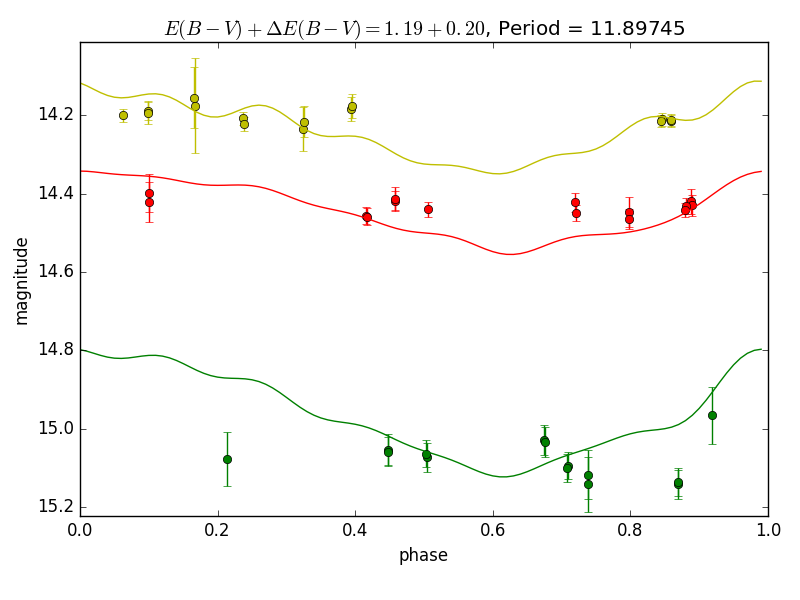 E(B − V) + ΔE(B − V) = 1.19 + 0.20, Period = 11.89745
14.2
14.4
14.6
14.8
15.0
15.2
magnitude
0.0 0.2 0.4 0.6 0.8 1.0
phase